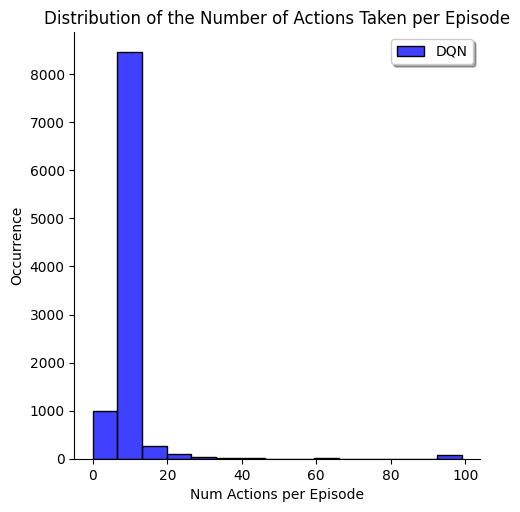 Distribution of the Number of Actions Taken per Episode
DQN
8000
7000
6000
5000
4000
3000
2000
1000
0
Occurrence
0 20 40 60 80 100
Num Actions per Episode